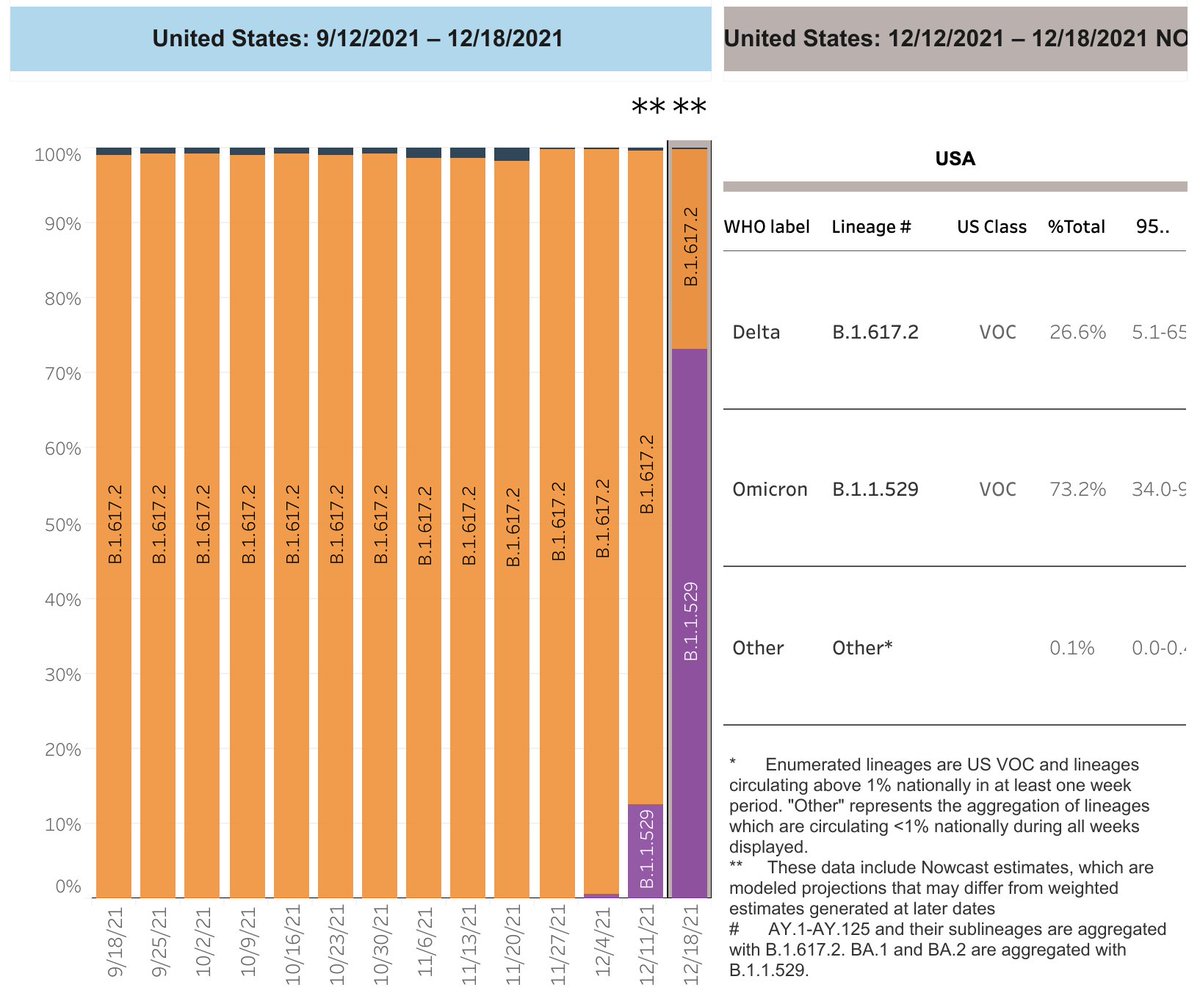 United States: 9/12/2021 – 12/18/2021
** **
100%
90%
80%
70%
60%
50%
40%
30%
20%
10%
0%
B.1.617.2
B.1.617.2
B.1.617.2
B.1.617.2
B.1.617.2
B.1.617.2
B.1.617.2
B.1.617.2
B.1.617.2
B.1.617.2
B.1.617.2
B.1.617.2
B.1.617.2
B.1.1.529
B.1.617.2
B.1.1.529
9/18/21
9/25/21
10/2/21
10/9/21
10/16/21
10/23/21
10/30/21
11/6/21
11/13/21
11/20/21
11/27/21
12/4/21
12/11/21
12/18/21
United States: 12/12/2021 – 12/18/2021 NO
USA
WHO label Lineage # US Class %Total 95..
Delta B.1.617.2 VOC 26.6% 5.1-65
Omicron B.1.1.529 VOC 73.2% 34.0-9
Other Other* 0.1% 0.0-0.4
* Enumerated lineages are US VOC and lineages
circulating above 1% nationally in at least one week
period. "Other" represents the aggregation of lineages
which are circulating <1% nationally during all weeks
displayed.
** These data include Nowcast estimates, which are
modeled projections that may differ from weighted
estimates generated at later dates
# AY.1-AY.125 and their sublineages are aggregated
with B.1.617.2. BA.1 and BA.2 are aggregated with
B.1.1.529.